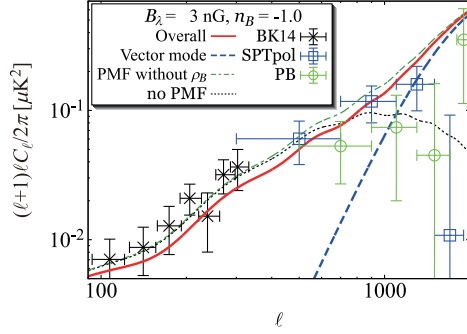 B_λ = 3 nG, n_B = -1.0
Overall BK14
Vector mode SPTpol
PMF without ρ_B PB
no PMF
(ℓ+1)ℓC_ℓ/2π [μK²]
10⁻¹
10⁻²
100 1000
ℓ